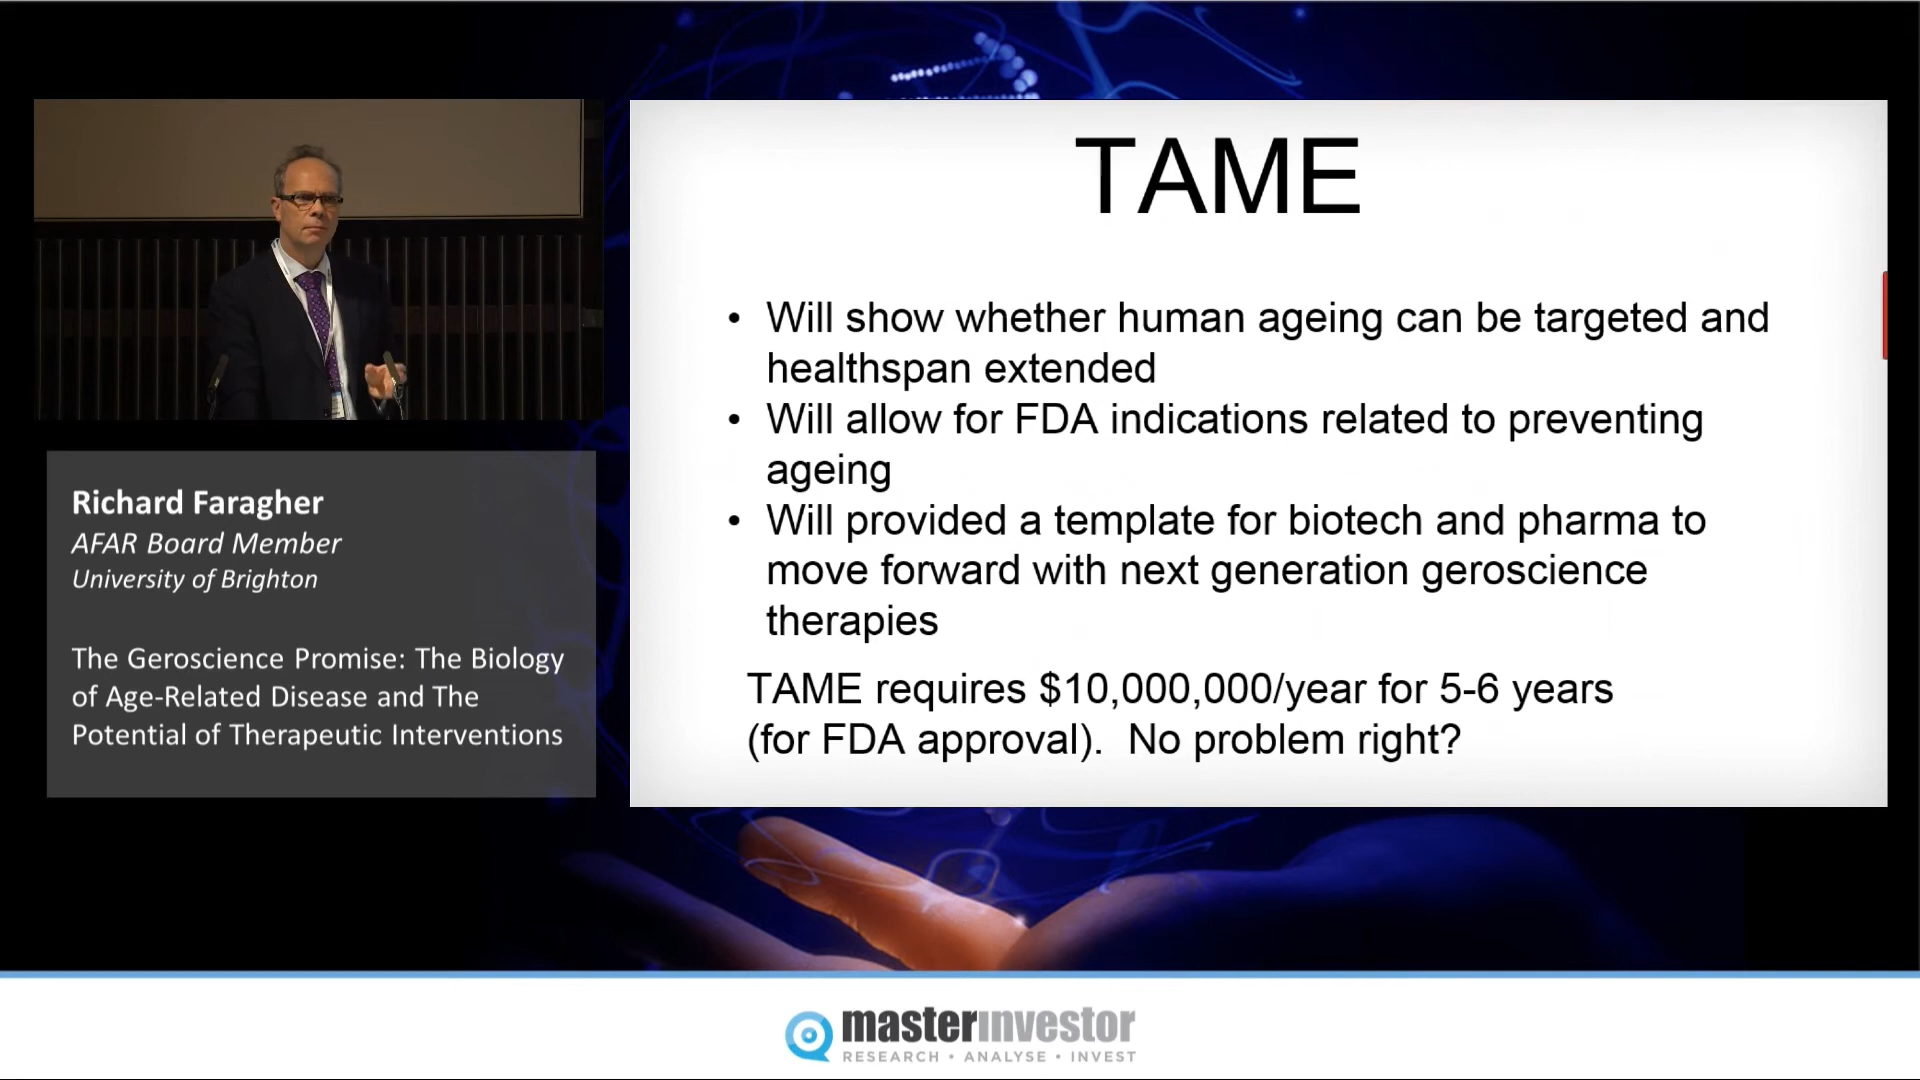 TAME
• Will show whether human ageing can be targeted and
healthspan extended
• Will allow for FDA indications related to preventing
ageing
• Will provided a template for biotech and pharma to
move forward with next generation geroscience
therapies
TAME requires $10,000,000/year for 5-6 years
(for FDA approval). No problem right?
Richard Faragher
AFAR Board Member
University of Brighton
The Geroscience Promise: The Biology
of Age-Related Disease and The
Potential of Therapeutic Interventions
masterinvestor
RESEARCH • ANALYSE • INVEST